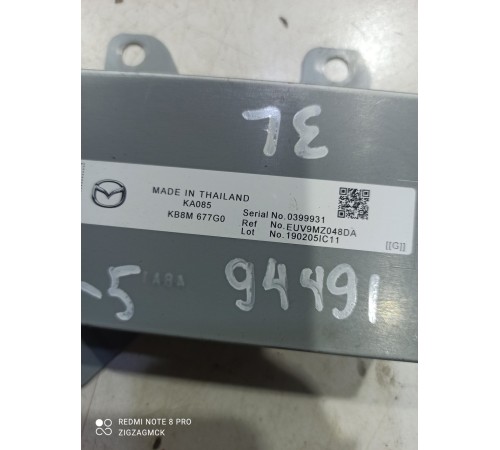 3L
MADE IN THAILAND
KA085
KB8M 677G0
Serial No.0399931
Ref No.EUV9MZ048DA
Lot No.190205IC11
[[G]]
-5
94491
REDMI NOTE 8 PRO
ZIGZAGMCK